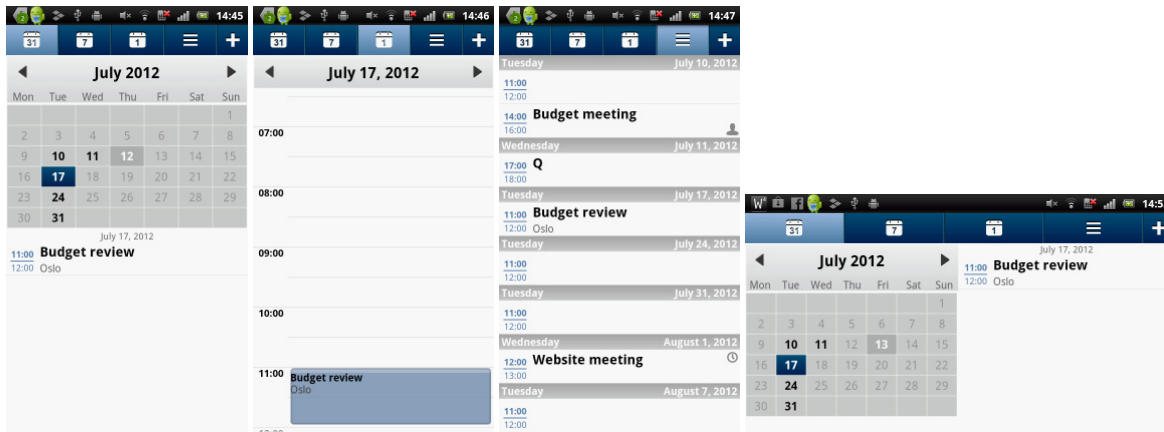 14:45
31 7 1
July 2012
Mon Tue Wed Thu Fri Sat Sun
1
2 3 4 5 6 7 8
9 10 11 12 13 14 15
16 17 18 19 20 21 22
23 24 25 26 27 28 29
30 31
July 17, 2012
11:00 Budget review
12:00 Oslo
14:46
31 7 1
July 17, 2012
07:00
08:00
09:00
10:00
11:00 Budget review
Oslo
14:47
31 7 1
Tuesday July 10, 2012
11:00
12:00
14:00 Budget meeting
16:00
Wednesday July 11, 2012
17:00 Q
18:00
Tuesday July 17, 2012
11:00 Budget review
12:00 Oslo
Tuesday July 24, 2012
11:00
12:00
Tuesday July 31, 2012
11:00
12:00
Wednesday August 1, 2012
12:00 Website meeting
13:00
Tuesday August 7, 2012
11:00
12:00
14:5
31 7 1
July 2012
Mon Tue Wed Thu Fri Sat Sun
1
2 3 4 5 6 7 8
9 10 11 12 13 14 15
16 17 18 19 20 21 22
23 24 25 26 27 28 29
30 31
July 17, 2012
11:00 Budget review
12:00 Oslo